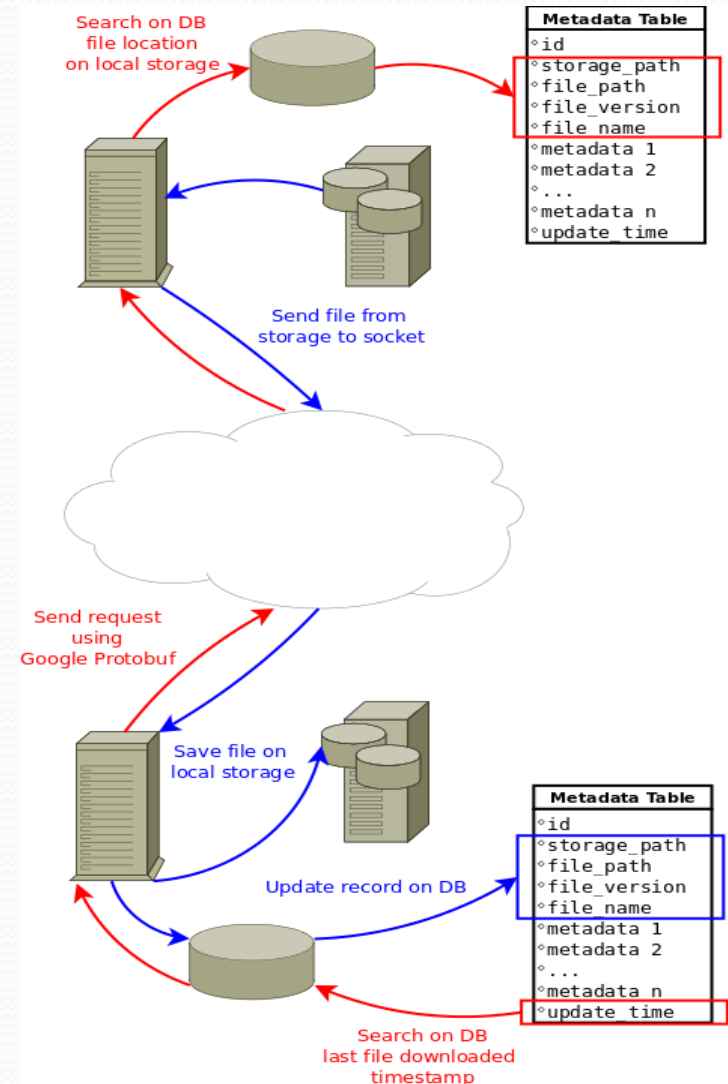 Search on DB
file location
on local storage
Metadata Table
id
storage_path
file_path
file_version
file_name
metadata 1
metadata 2
...
metadata n
update_time
Send file from
storage to socket
Send request
using
Google Protobuf
Save file on
local storage
Update record on DB
Metadata Table
id
storage_path
file_path
file_version
file_name
metadata 1
metadata 2
...
metadata n
update_time
Search on DB
last file downloaded
timestamp